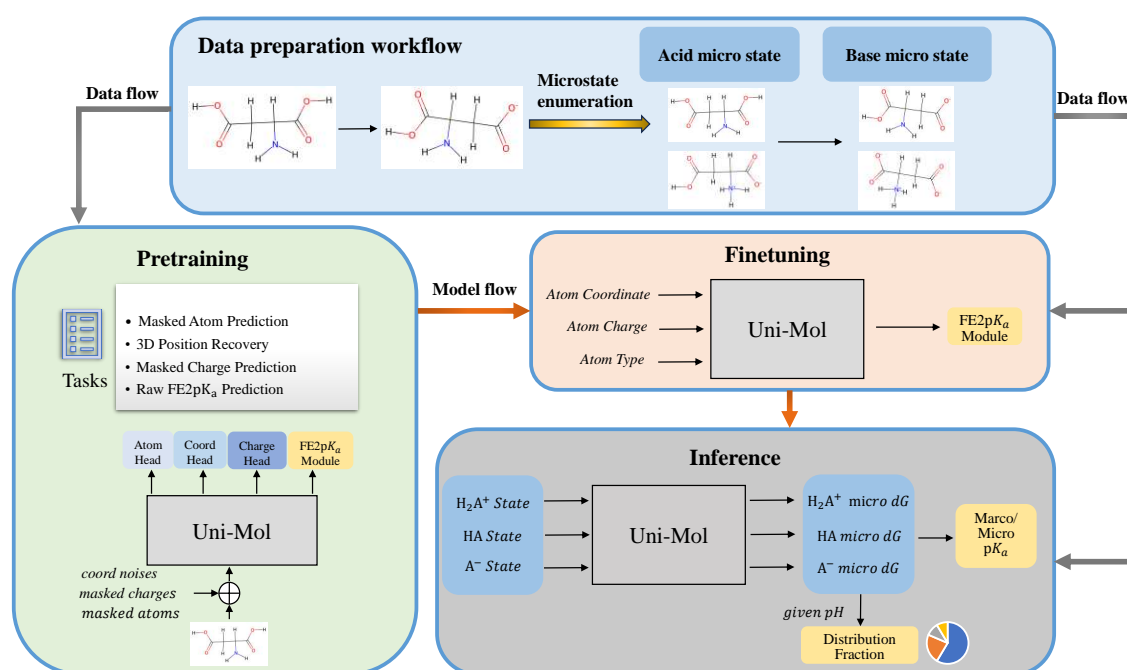 Data preparation workflow
Acid micro state
Base micro state
Microstate
enumeration
Data flow
Data flow
Pretraining
Tasks
• Masked Atom Prediction
• 3D Position Recovery
• Masked Charge Prediction
• Raw FE2pKₐ Prediction
Atom
Head
Coord
Head
Charge
Head
FE2pKₐ
Module
Uni-Mol
coord noises
masked charges
masked atoms
Model flow
Finetuning
Atom Coordinate
Atom Charge
Atom Type
Uni-Mol
FE2pKₐ
Module
Inference
H₂A⁺ State
HA State
A⁻ State
Uni-Mol
H₂A⁺ micro dG
HA micro dG
A⁻ micro dG
Marco/
Micro
pKₐ
given pH
Distribution
Fraction